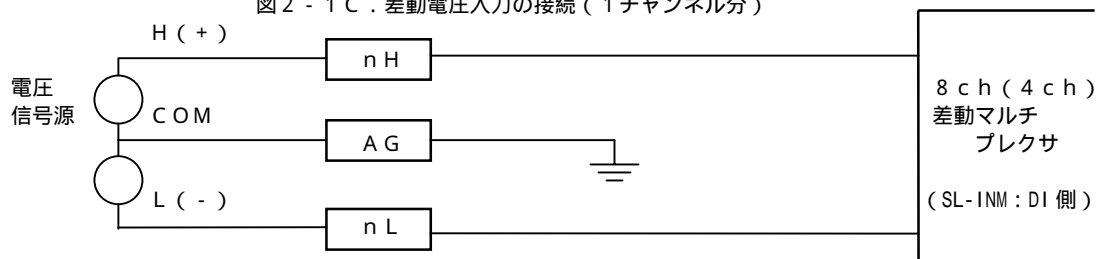 図2-1C．差動電圧入力の接続（1チャンネル分）
H(+)
nH
電圧
信号源
COM
AG
L(-)
nL
8ch(4ch)
差動マルチ
プレクサ
(SL-INM:DI側)